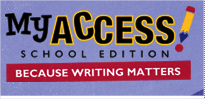 MY ACCESS!
SCHOOL EDITION
BECAUSE WRITING MATTERS